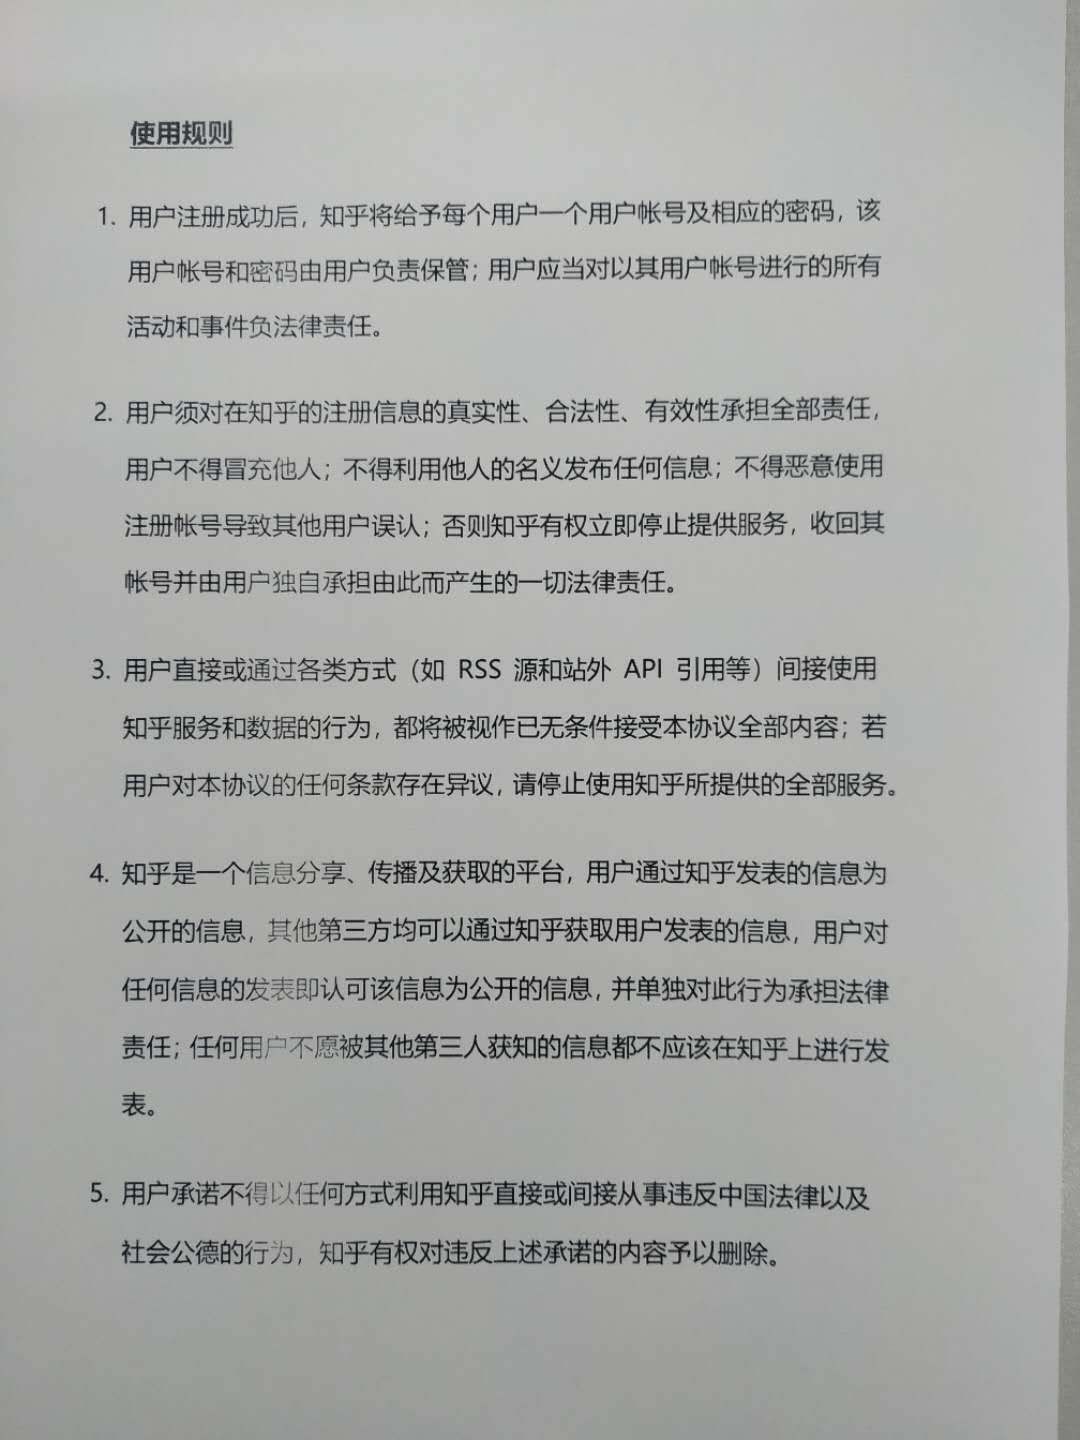 使用规则
1. 用户注册成功后，知乎将给予每个用户一个用户帐号及相应的密码，该
用户帐号和密码由用户负责保管；用户应当对以其用户帐号进行的所有
活动和事件负法律责任。
2. 用户须对在知乎的注册信息的真实性、合法性、有效性承担全部责任，
用户不得冒充他人；不得利用他人的名义发布任何信息；不得恶意使用
注册帐号导致其他用户误认；否则知乎有权立即停止提供服务，收回其
帐号并由用户独自承担由此而产生的一切法律责任。
3. 用户直接或通过各类方式（如 RSS 源和站外 API 引用等）间接使用
知乎服务和数据的行为，都将被视作已无条件接受本协议全部内容；若
用户对本协议的任何条款存在异议，请停止使用知乎所提供的全部服务。
4. 知乎是一个信息分享、传播及获取的平台，用户通过知乎发表的信息为
公开的信息，其他第三方均可以通过知乎获取用户发表的信息，用户对
任何信息的发表即认可该信息为公开的信息，并单独对此行为承担法律
责任；任何用户不愿被其他第三人获知的信息都不应该在知乎上进行发
表。
5. 用户承诺不得以任何方式利用知乎直接或间接从事违反中国法律以及
社会公德的行为，知乎有权对违反上述承诺的内容予以删除。